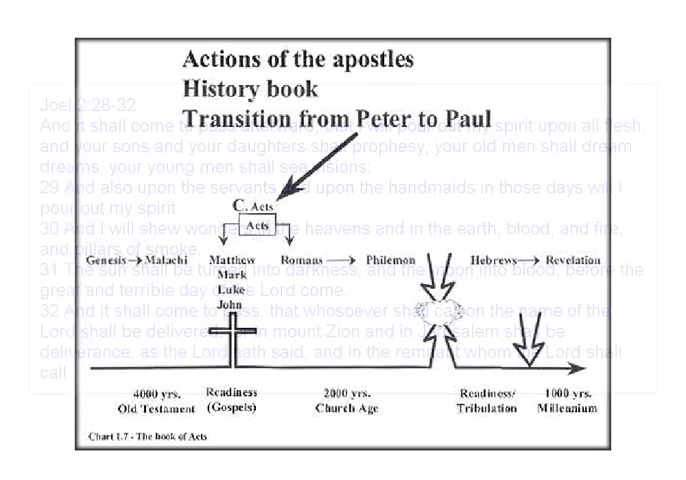 Actions of the apostles
History book
Transition from Peter to Paul
Joel 2:28-32
And it shall come to pass afterward, that I will pour out my spirit upon all flesh;
and your sons and your daughters shall prophesy, your old men shall dream
dreams, your young men shall see visions:
29 And also upon the servants and upon the handmaids in those days will I
pour out my spirit.
30 And I will shew wonders in the heavens and in the earth, blood, and fire,
and pillars of smoke.
31 The sun shall be turned into darkness, and the moon into blood, before the
great and terrible day of the Lord come.
32 And it shall come to pass, that whosoever shall call on the name of the
Lord shall be delivered: for in mount Zion and in Jerusalem shall be
deliverance, as the Lord hath said, and in the remnant whom the Lord shall
call
C. Acts
Acts
Genesis → Malachi Matthew Romans → Philemon Hebrews → Revelation
Mark
Luke
John
4000 yrs. Readiness 2000 yrs. Readiness/ 1000 yrs.
Old Testament (Gospels) Church Age Tribulation Millennium
Chart 1.7 - The book of Acts